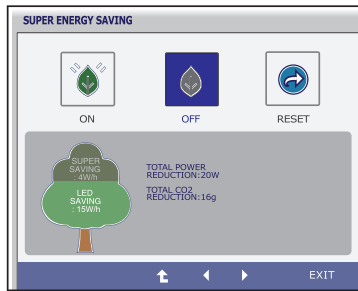 SUPER ENERGY SAVING
ON
OFF
RESET
SUPER
SAVING
: 4W/h
LED
SAVING
: 15W/h
TOTAL POWER
REDUCTION:20W
TOTAL CO2
REDUCTION:16g
EXIT